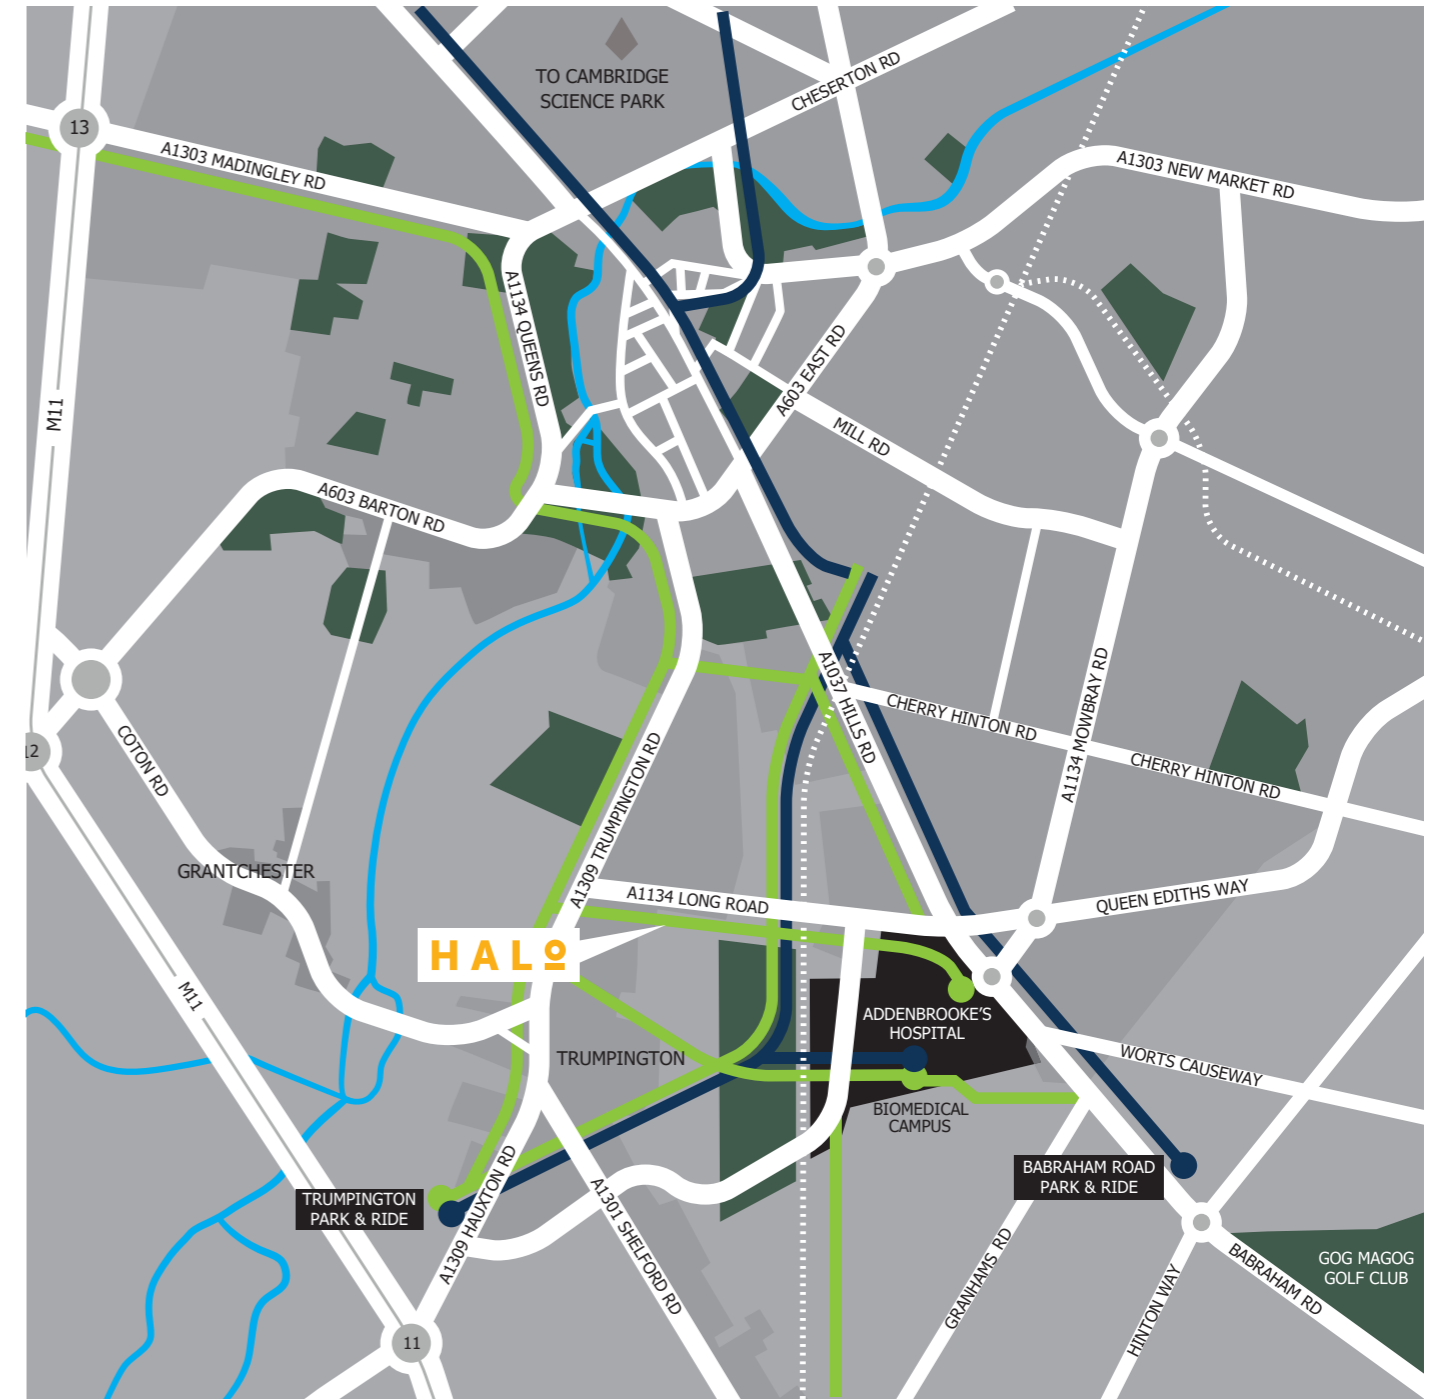 TO CAMBRIDGE
SCIENCE PARK
CHESERTON RD
13
A1303 MADINGLEY RD
A1303 NEW MARKET RD
A1134 QUEENS RD
M11
A603 EAST RD
MILL RD
A603 BARTON RD
A1037 HILLS RD
CHERRY HINTON RD
A1134 MOWBRAY RD
CHERRY HINTON RD
12
COTON RD
A1309 TRUMPINGTON RD
GRANTCHESTER
A1134 LONG ROAD
QUEEN EDITHS WAY
HALO
M11
ADDENBROOKE'S
HOSPITAL
TRUMPINGTON
WORTS CAUSEWAY
BIOMEDICAL
CAMPUS
BABRAHAM ROAD
PARK & RIDE
TRUMPINGTON
PARK & RIDE
A1309 HAUXTON RD
A1301 SHELFORD RD
GRANHAMS RD
HINTON WAY
BABRAHAM RD
GOG MAGOG
GOLF CLUB
11